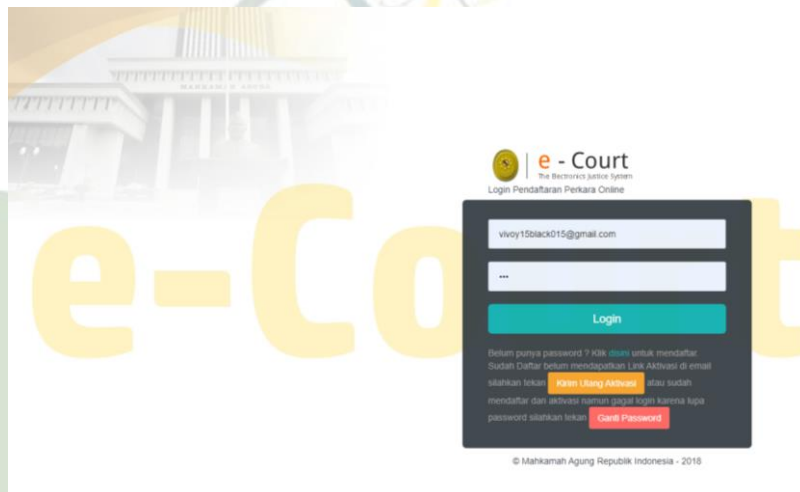 MAHKAMAH AGUNG
e - Court
The Electronics Justice System
Login Pendaftaran Perkara Online
e-Co t
vivoy15black015@gmail.com
•••
Login
Belum punya password ? Klik disini untuk mendaftar.
Sudah Daftar belum mendapatkan Link Aktivasi di email
silahkan tekan Kirim Ulang Aktivasi atau sudah
mendaftar dan aktivasi namun gagal login karena lupa
password silahkan tekan Ganti Password
© Mahkamah Agung Republik Indonesia - 2018